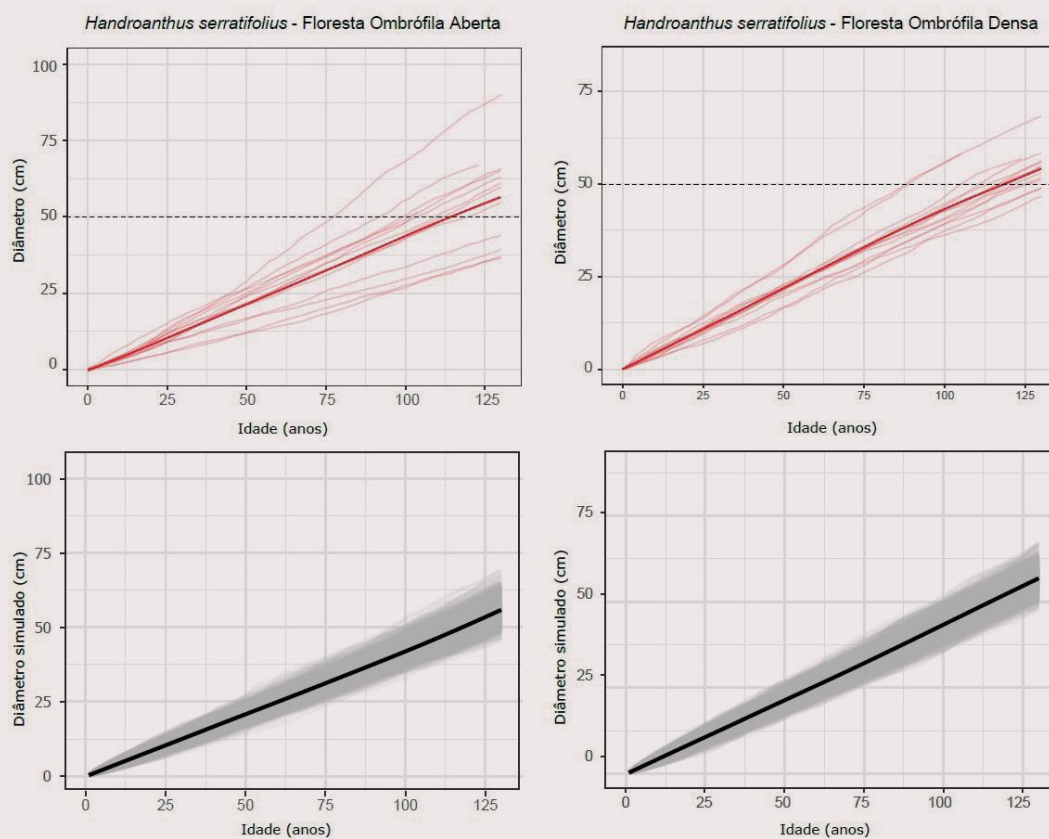 Handroanthus serratifolius - Floresta Ombrófila Aberta
100
75
50
25
0
Diâmetro (cm)
0 25 50 75 100 125
Idade (anos)
Handroanthus serratifolius - Floresta Ombrófila Densa
75
50
25
0
Diâmetro (cm)
0 25 50 75 100 125
Idade (anos)
100
75
50
25
0
Diâmetro simulado (cm)
0 25 50 75 100 125
Idade (anos)
75
50
25
0
Diâmetro simulado (cm)
0 25 50 75 100 125
Idade (anos)